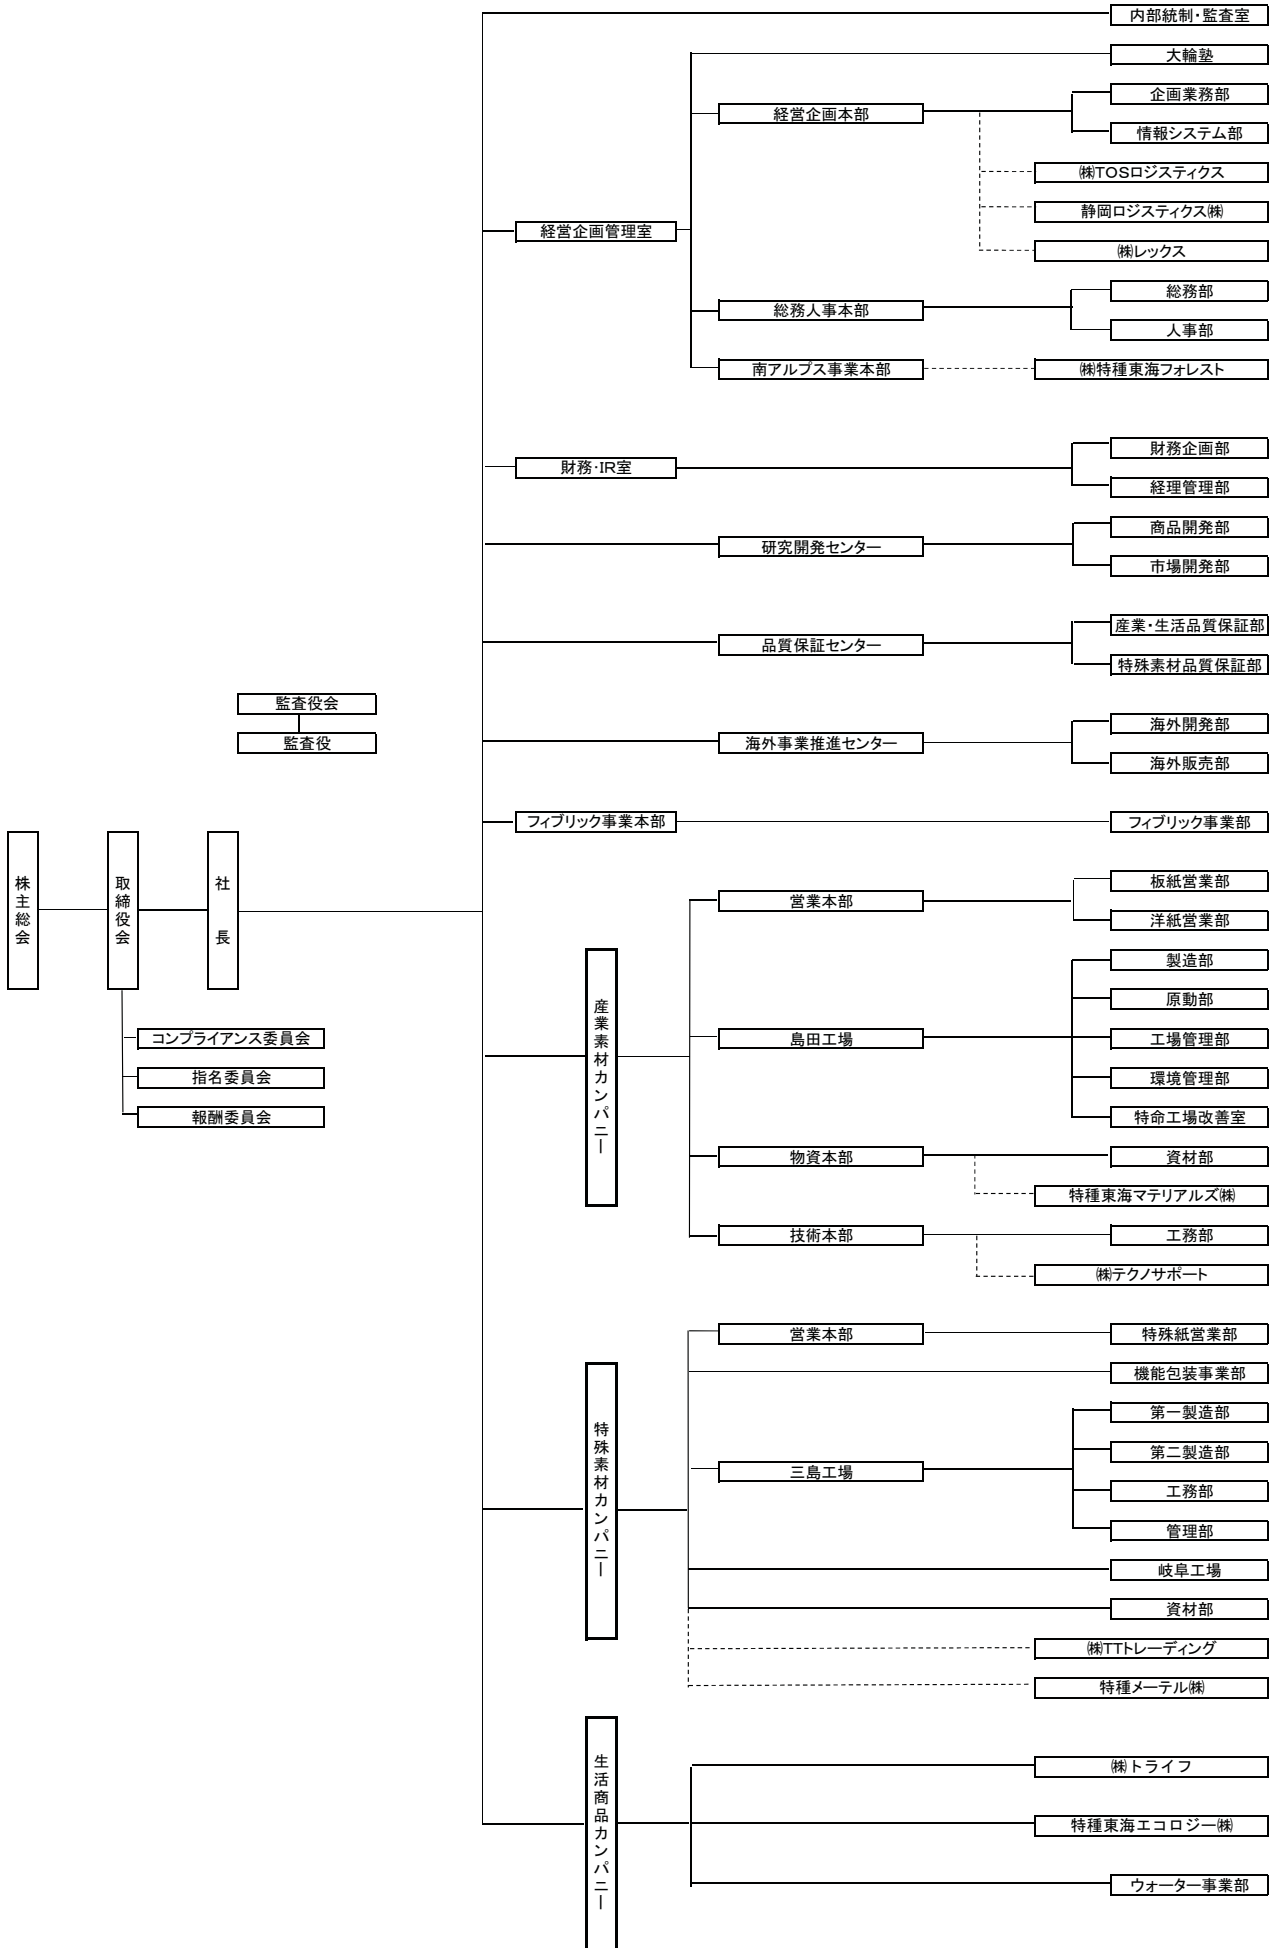 内部統制・監査室
大輪塾
企画業務部
経営企画本部
情報システム部
㈱TOSロジスティクス
静岡ロジスティクス㈱
経営企画管理室
㈱レックス
総務部
総務人事本部
人事部
南アルプス事業本部
㈱特種東海フォレスト
財務企画部
財務・IR室
経理管理部
商品開発部
研究開発センター
市場開発部
産業・生活品質保証部
品質保証センター
特殊素材品質保証部
監査役会
監査役
海外開発部
海外事業推進センター
海外販売部
フィブリック事業本部
フィブリック事業部
株主総会
取締役会
社長
コンプライアンス委員会
指名委員会
報酬委員会
産業素材カンパニー
板紙営業部
営業本部
洋紙営業部
製造部
原動部
島田工場
工場管理部
環境管理部
特命工場改善室
物資本部
資材部
特種東海マテリアルズ㈱
技術本部
工務部
㈱テクノサポート
特殊素材カンパニー
営業本部
特殊紙営業部
機能包装事業部
第一製造部
第二製造部
三島工場
工務部
管理部
岐阜工場
資材部
㈱TTトレーディング
特種メーテル㈱
生活商品カンパニー
㈱トライフ
特種東海エコロジー㈱
ウォーター事業部